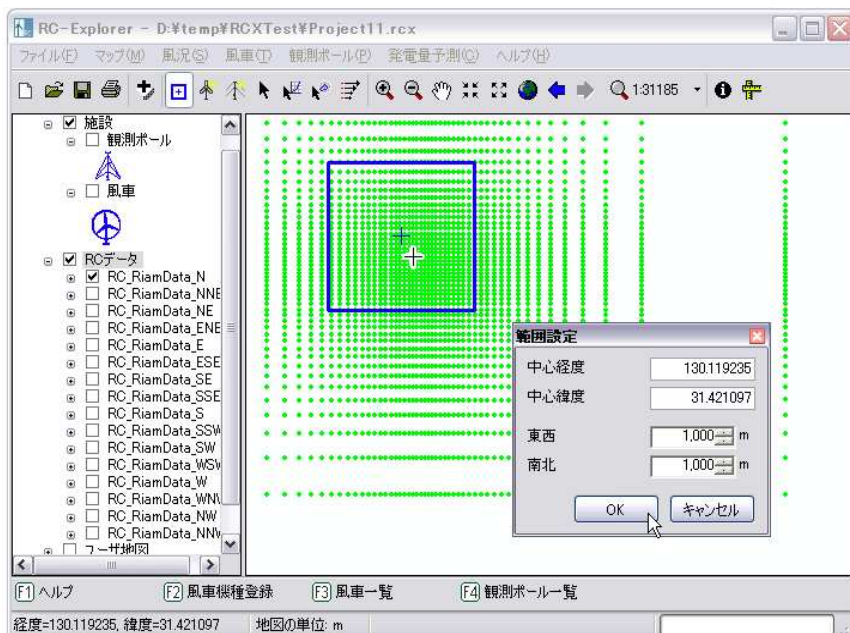 RC-Explorer - D:¥temp¥RCXTest¥Project11.rcx
ファイル(F) マップ(M) 風況(S) 風車(T) 観測ポール(P) 発電量予測(C) ヘルプ(H)
1:31185
施設
観測ポール
風車
RCデータ
RC_RiamData_N
RC_RiamData_NNE
RC_RiamData_NE
RC_RiamData_ENE
RC_RiamData_E
RC_RiamData_ESE
RC_RiamData_SE
RC_RiamData_SSE
RC_RiamData_S
RC_RiamData_SSW
RC_RiamData_SW
RC_RiamData_WSW
RC_RiamData_W
RC_RiamData_WNW
RC_RiamData_NW
RC_RiamData_NNW
ユーザ地図
範囲設定
中心経度 130.119235
中心緯度 31.421097
東西 1,000 m
南北 1,000 m
OK キャンセル
F1 ヘルプ F2 風車機種登録 F3 風車一覧 F4 観測ポール一覧
経度=130.119235, 緯度=31.421097 地図の単位: m